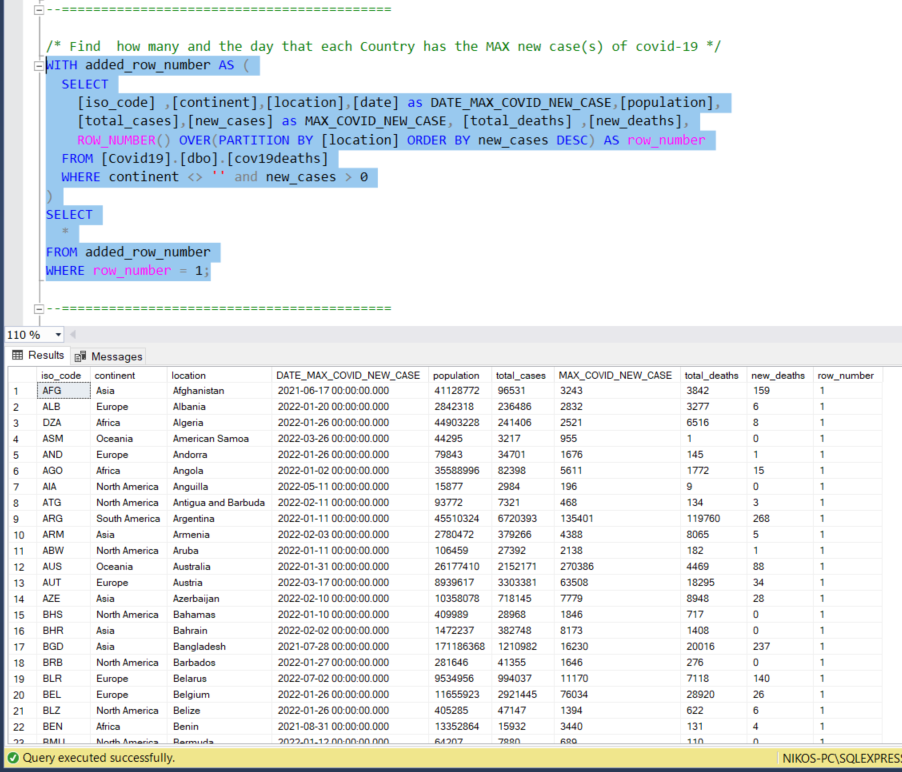 --==========================================
/* Find  how many and the day that each Country has the MAX new case(s) of covid-19 */
WITH added_row_number AS (
SELECT
[iso_code] ,[continent],[location],[date] as DATE_MAX_COVID_NEW_CASE,[population],
[total_cases],[new_cases] as MAX_COVID_NEW_CASE, [total_deaths] ,[new_deaths],
ROW_NUMBER() OVER(PARTITION BY [location] ORDER BY new_cases DESC) AS row_number
FROM [Covid19].[dbo].[cov19deaths]
WHERE continent <> '' and new_cases > 0
)
SELECT
*
FROM added_row_number
WHERE row_number = 1;
--==========================================
110 %
Results Messages
iso_code continent location DATE_MAX_COVID_NEW_CASE population total_cases MAX_COVID_NEW_CASE total_deaths new_deaths row_number
1 AFG Asia Afghanistan 2021-06-17 00:00:00.000 41128772 96531 3243 3842 159 1
2 ALB Europe Albania 2022-01-20 00:00:00.000 2842318 236486 2832 3277 6 1
3 DZA Africa Algeria 2022-01-26 00:00:00.000 44903228 241406 2521 6516 8 1
4 ASM Oceania American Samoa 2022-03-26 00:00:00.000 44295 3217 955 1 0 1
5 AND Europe Andorra 2022-01-26 00:00:00.000 79843 34701 1676 145 1 1
6 AGO Africa Angola 2022-01-02 00:00:00.000 35588996 82398 5611 1772 15 1
7 AIA North America Anguilla 2022-05-11 00:00:00.000 15877 2984 196 9 0 1
8 ATG North America Antigua and Barbuda 2022-02-11 00:00:00.000 93772 7321 468 134 3 1
9 ARG South America Argentina 2022-01-11 00:00:00.000 45510324 6720393 135401 119760 268 1
10 ARM Asia Armenia 2022-02-03 00:00:00.000 2780472 379266 4388 8065 5 1
11 ABW North America Aruba 2022-01-11 00:00:00.000 106459 27392 2138 182 1 1
12 AUS Oceania Australia 2022-01-31 00:00:00.000 26177410 2152171 270386 4469 88 1
13 AUT Europe Austria 2022-03-17 00:00:00.000 8939617 3303381 63508 18295 34 1
14 AZE Asia Azerbaijan 2022-02-10 00:00:00.000 10358078 718145 7779 8948 28 1
15 BHS North America Bahamas 2022-01-10 00:00:00.000 409989 28968 1846 717 0 1
16 BHR Asia Bahrain 2022-02-02 00:00:00.000 1472237 382748 8173 1408 0 1
17 BGD Asia Bangladesh 2021-07-28 00:00:00.000 171186368 1210982 16230 20016 237 1
18 BRB North America Barbados 2022-01-27 00:00:00.000 281646 41355 1646 276 0 1
19 BLR Europe Belarus 2022-07-02 00:00:00.000 9534956 994037 11170 7118 140 1
20 BEL Europe Belgium 2022-01-26 00:00:00.000 11655923 2921445 76034 28920 26 1
21 BLZ North America Belize 2022-01-26 00:00:00.000 405285 47147 1394 622 6 1
22 BEN Africa Benin 2021-08-31 00:00:00.000 13352864 15932 3440 131 4 1
23 BMU North America Bermuda 2022-01-12 00:00:00.000 64207 7880 689 110 0 1
Query executed successfully. NIKOS-PC\SQLEXPRESS